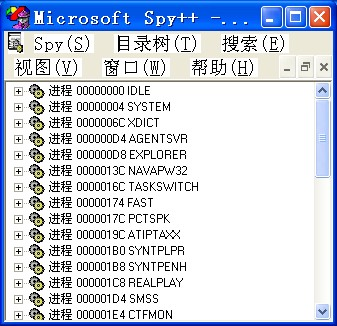 Microsoft Spy++ -...
Spy(S) 目录树(T) 搜索(E)
视图(V) 窗口(W) 帮助(H)
进程 00000000 IDLE
进程 00000004 SYSTEM
进程 0000006C XDICT
进程 000000D4 AGENTSVR
进程 000000D8 EXPLORER
进程 0000013C NAVAPW32
进程 0000016C TASKSWITCH
进程 00000174 FAST
进程 0000017C PCTSPK
进程 0000019C ATIPTAXX
进程 000001B0 SYNTPLPR
进程 000001B8 SYNTPENH
进程 000001C8 REALPLAY
进程 000001D4 SMSS
进程 000001E4 CTFMON